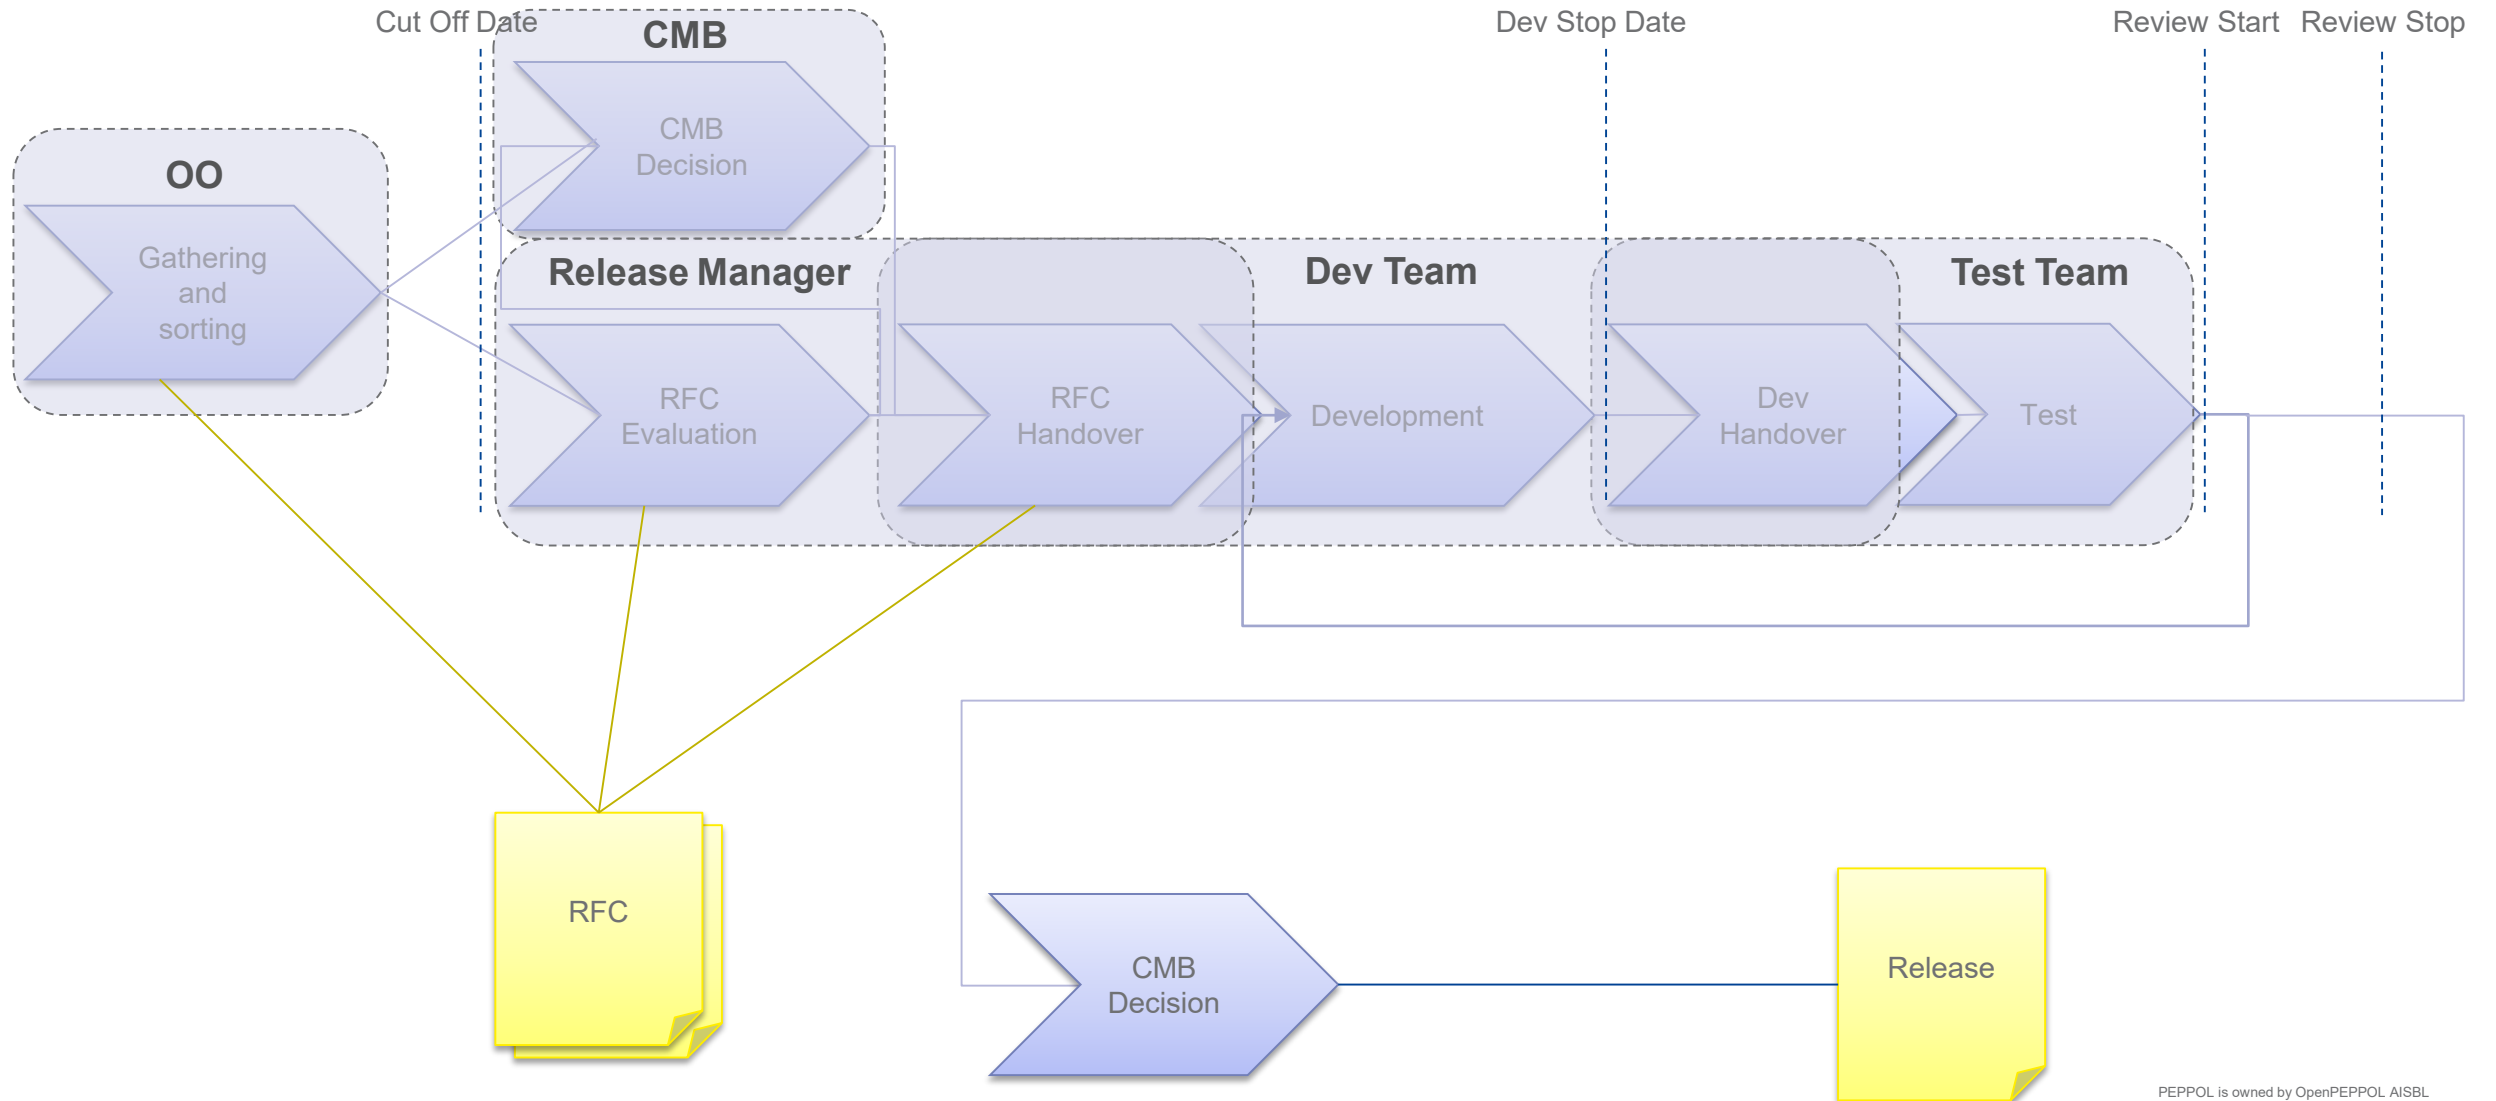 Cut Off Date
Dev Stop Date
Review Start
Review Stop
CMB
CMB
Decision
OO
Gathering
and
sorting
Release Manager
Dev Team
Test Team
RFC
Evaluation
RFC
Handover
Development
Dev
Handover
Test
RFC
CMB
Decision
Release
PEPPOL is owned by OpenPEPPOL AISBL